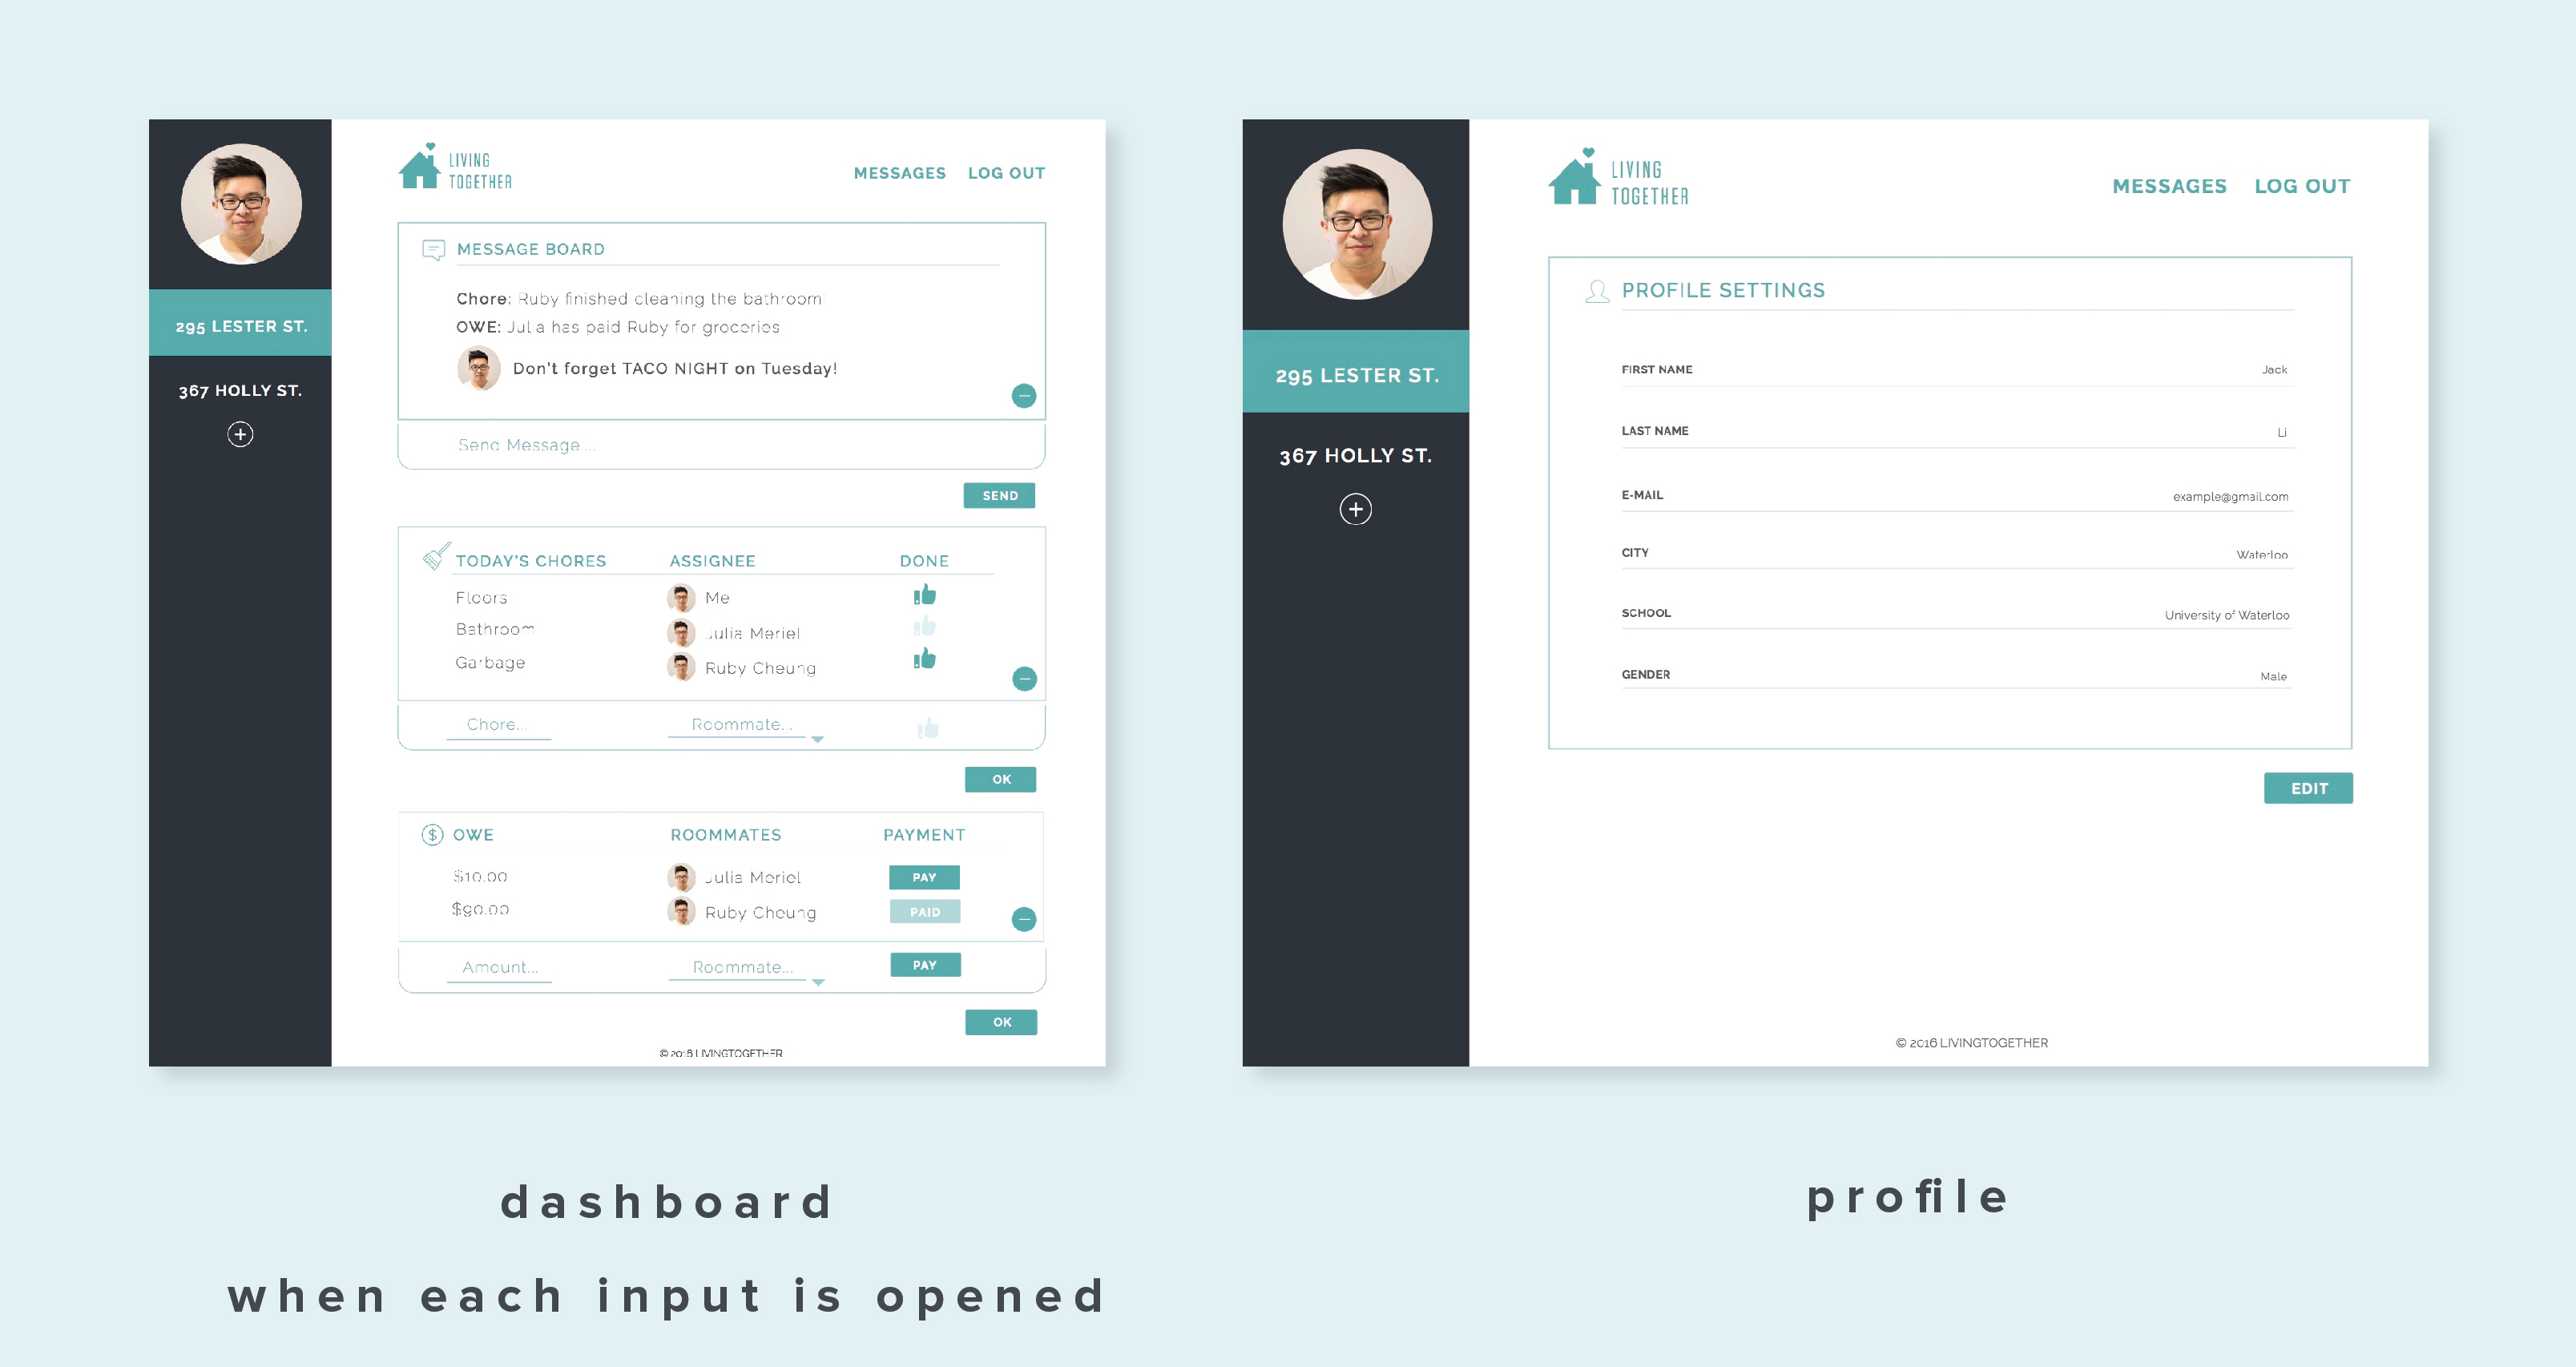 LIVING
TOGETHER
MESSAGES LOG OUT
295 LESTER ST.
367 HOLLY ST.
MESSAGE BOARD
Chore: Ruby finished cleaning the bathroom
OWE: Julia has paid Ruby for groceries
Don't forget TACO NIGHT on Tuesday!
Send Message...
SEND
TODAY'S CHORES ASSIGNEE DONE
Floors Me
Bathroom Julia Meriel
Garbage Ruby Cheung
Chore... Roommate...
OK
$ OWE ROOMMATES PAYMENT
$10.00 Julia Meriel PAY
$90.00 Ruby Cheung PAID
Amount... Roommate... PAY
OK
© 2016 LIVINGTOGETHER
dashboard
when each input is opened
LIVING
TOGETHER
MESSAGES LOG OUT
295 LESTER ST.
367 HOLLY ST.
PROFILE SETTINGS
FIRST NAME Jack
LAST NAME Li
E-MAIL example@gmail.com
CITY Waterloo
SCHOOL University of Waterloo
GENDER Male
EDIT
© 2016 LIVINGTOGETHER
profile